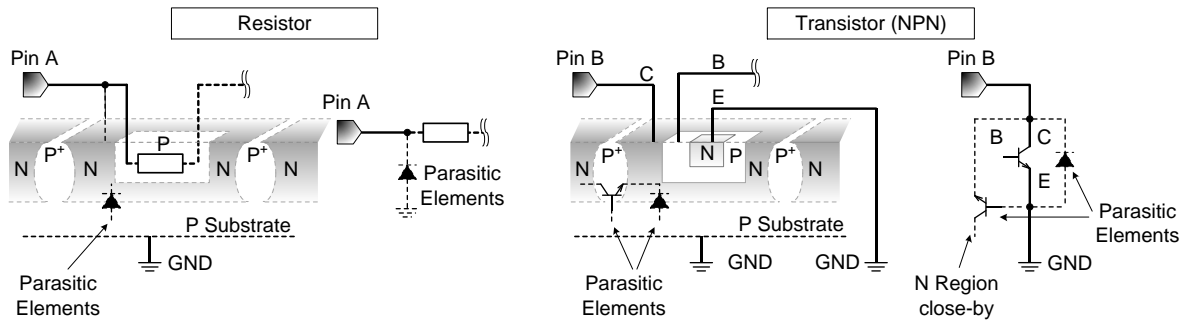 Resistor
Pin A
P
N
P+
N
N
P+
N
Parasitic
Elements
P Substrate
GND
Pin A
Parasitic
Elements
Transistor (NPN)
Pin B
C
B
E
N
P+
N
N
P
N
P+
N
P Substrate
Parasitic
Elements
GND
GND
Pin B
B
C
E
Parasitic
Elements
N Region
close-by
GND